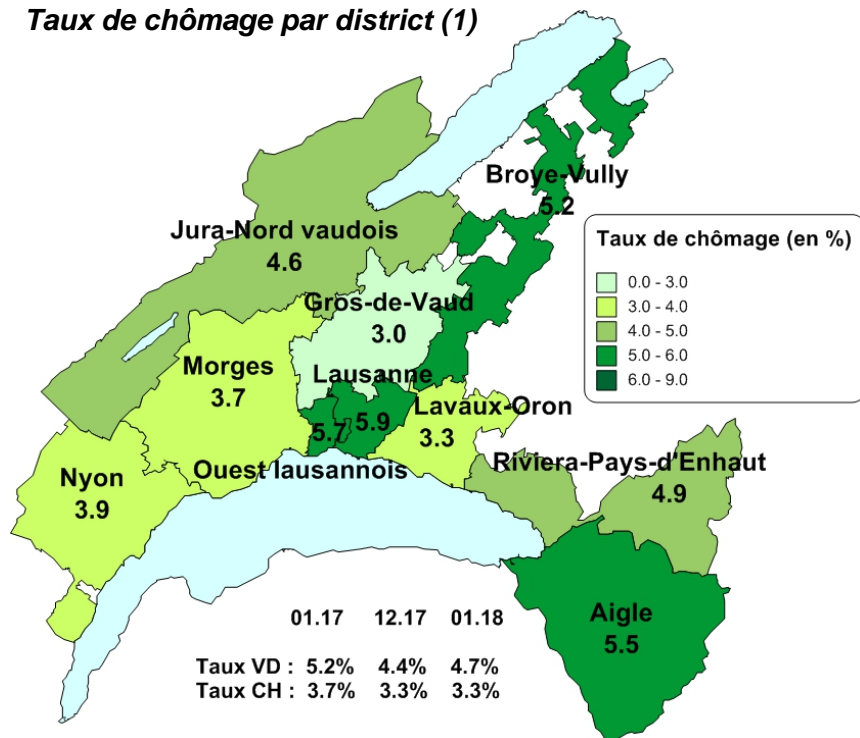 Taux de chômage par district (1)
Broye-Vully
5.2
Jura-Nord vaudois
4.6
Taux de chômage (en %)
0.0 - 3.0
3.0 - 4.0
4.0 - 5.0
5.0 - 6.0
6.0 - 9.0
Gros-de-Vaud
3.0
Morges
3.7
Lausanne
5.9
5.7
Lavaux-Oron
3.3
Ouest lausannois
Riviera-Pays-d'Enhaut
4.9
Nyon
3.9
Aigle
5.5
01.17 12.17 01.18
Taux VD : 5.2% 4.4% 4.7%
Taux CH : 3.7% 3.3% 3.3%